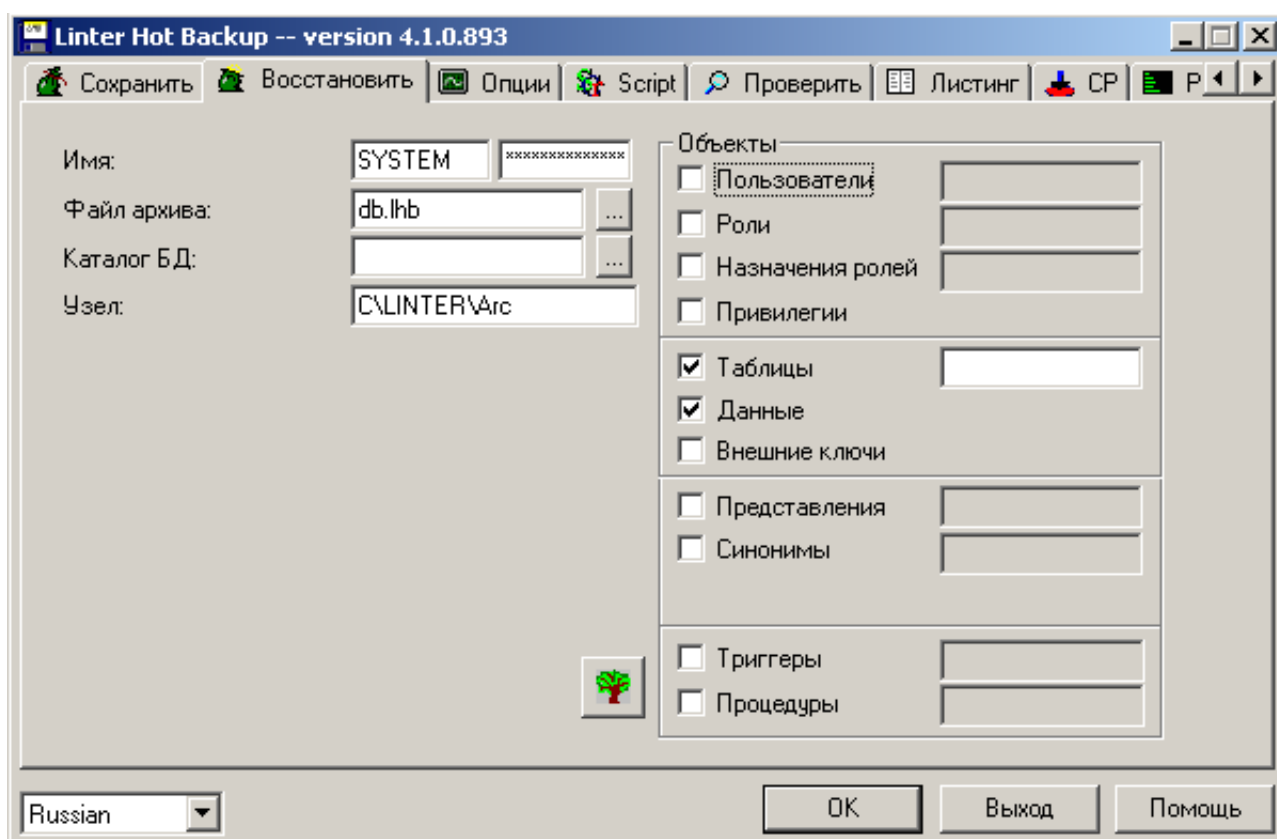 Linter Hot Backup -- version 4.1.0.893
Сохранить Восстановить Опции Script Проверить Листинг CP P
Имя: SYSTEM **************
Файл архива: db.lhb ...
Каталог БД: ...
Узел: C\LINTER\Arc
Объекты
Пользователи
Роли
Назначения ролей
Привилегии
Таблицы
Данные
Внешние ключи
Представления
Синонимы
Триггеры
Процедуры
Russian OK Выход Помощь